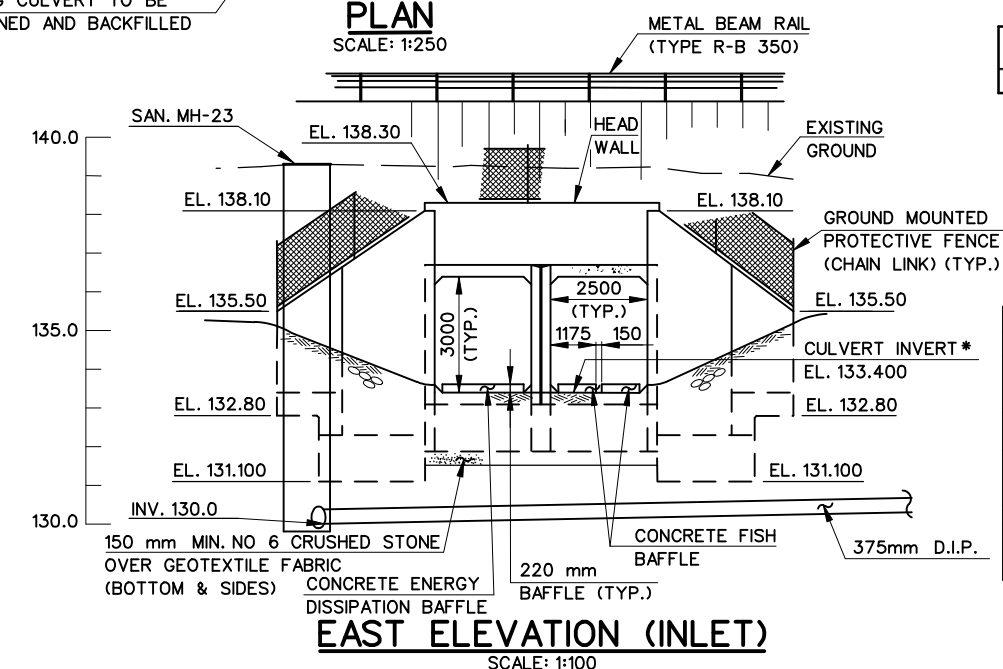 G CULVERT TO BE
NED AND BACKFILLED
PLAN
SCALE: 1:250
METAL BEAM RAIL
(TYPE R-B 350)
SAN. MH-23
EL. 138.30
HEAD
WALL
EXISTING
GROUND
140.0
EL. 138.10
EL. 138.10
GROUND MOUNTED
PROTECTIVE FENCE
(CHAIN LINK) (TYP.)
EL. 135.50
2500
(TYP.)
EL. 135.50
135.0
3000
(TYP.)
1175
150
CULVERT INVERT*
EL. 133.400
EL. 132.80
EL. 132.80
EL. 131.100
EL. 131.100
130.0
INV. 130.0
150 mm MIN. NO 6 CRUSHED STONE
OVER GEOTEXTILE FABRIC
(BOTTOM & SIDES)
CONCRETE ENERGY
DISSIPATION BAFFLE
220 mm
BAFFLE (TYP.)
CONCRETE FISH
BAFFLE
375mm D.I.P.
EAST ELEVATION (INLET)
SCALE: 1:100